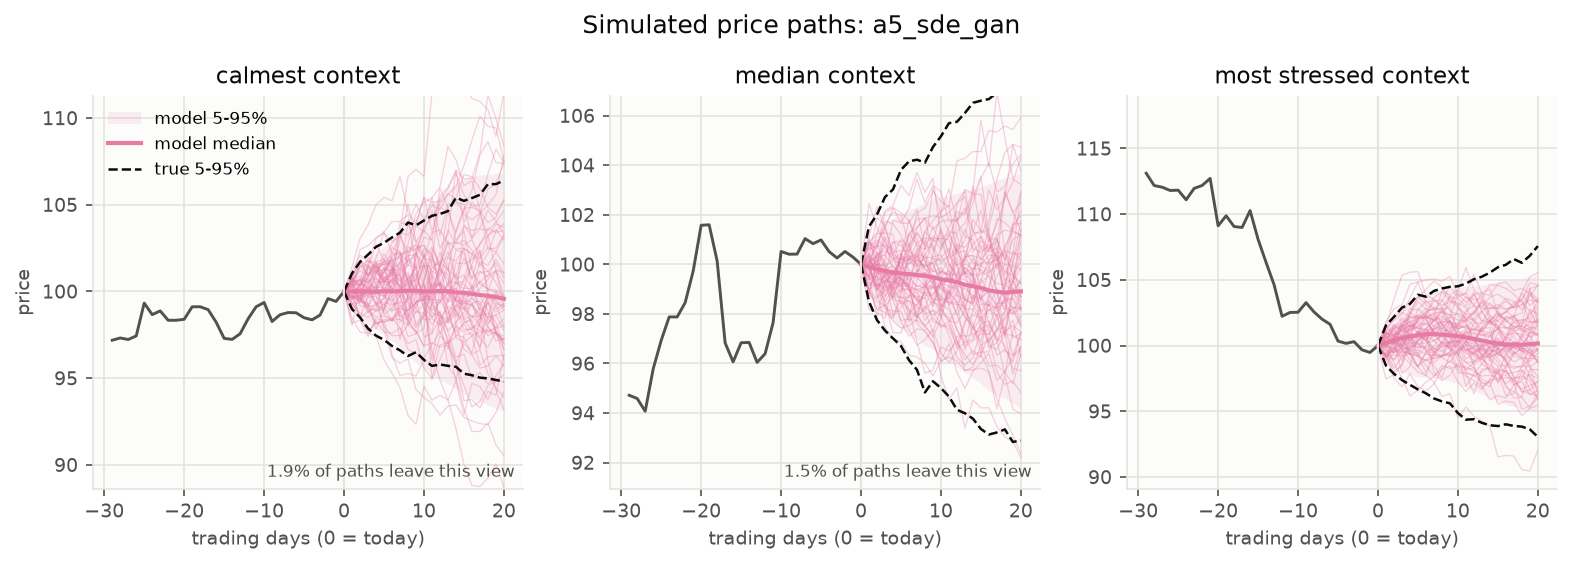 Simulated price paths: a5_sde_gan
calmest context
110
105
100
95
90
price
model 5-95%
model median
true 5-95%
1.9% of paths leave this view
−30 −20 −10 0 10 20
trading days (0 = today)
median context
106
104
102
100
98
96
94
92
price
1.5% of paths leave this view
−30 −20 −10 0 10 20
trading days (0 = today)
most stressed context
115
110
105
100
95
90
price
−30 −20 −10 0 10 20
trading days (0 = today)